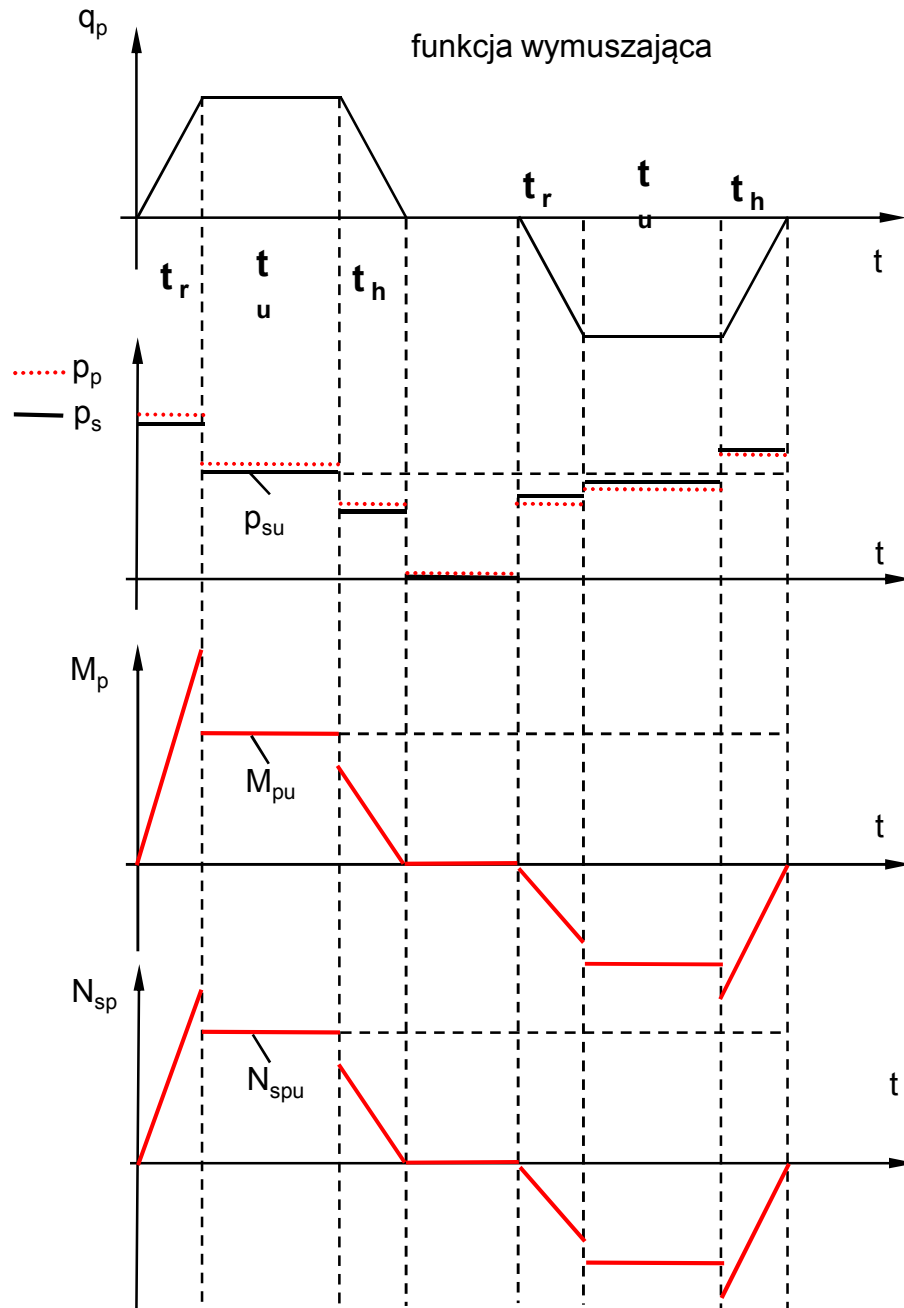 q_p
funkcja wymuszająca
t_r t_u t_h
t
t_r t_u t_h
p_p
p_s
p_su
t
M_p
M_pu
t
N_sp
N_spu
t